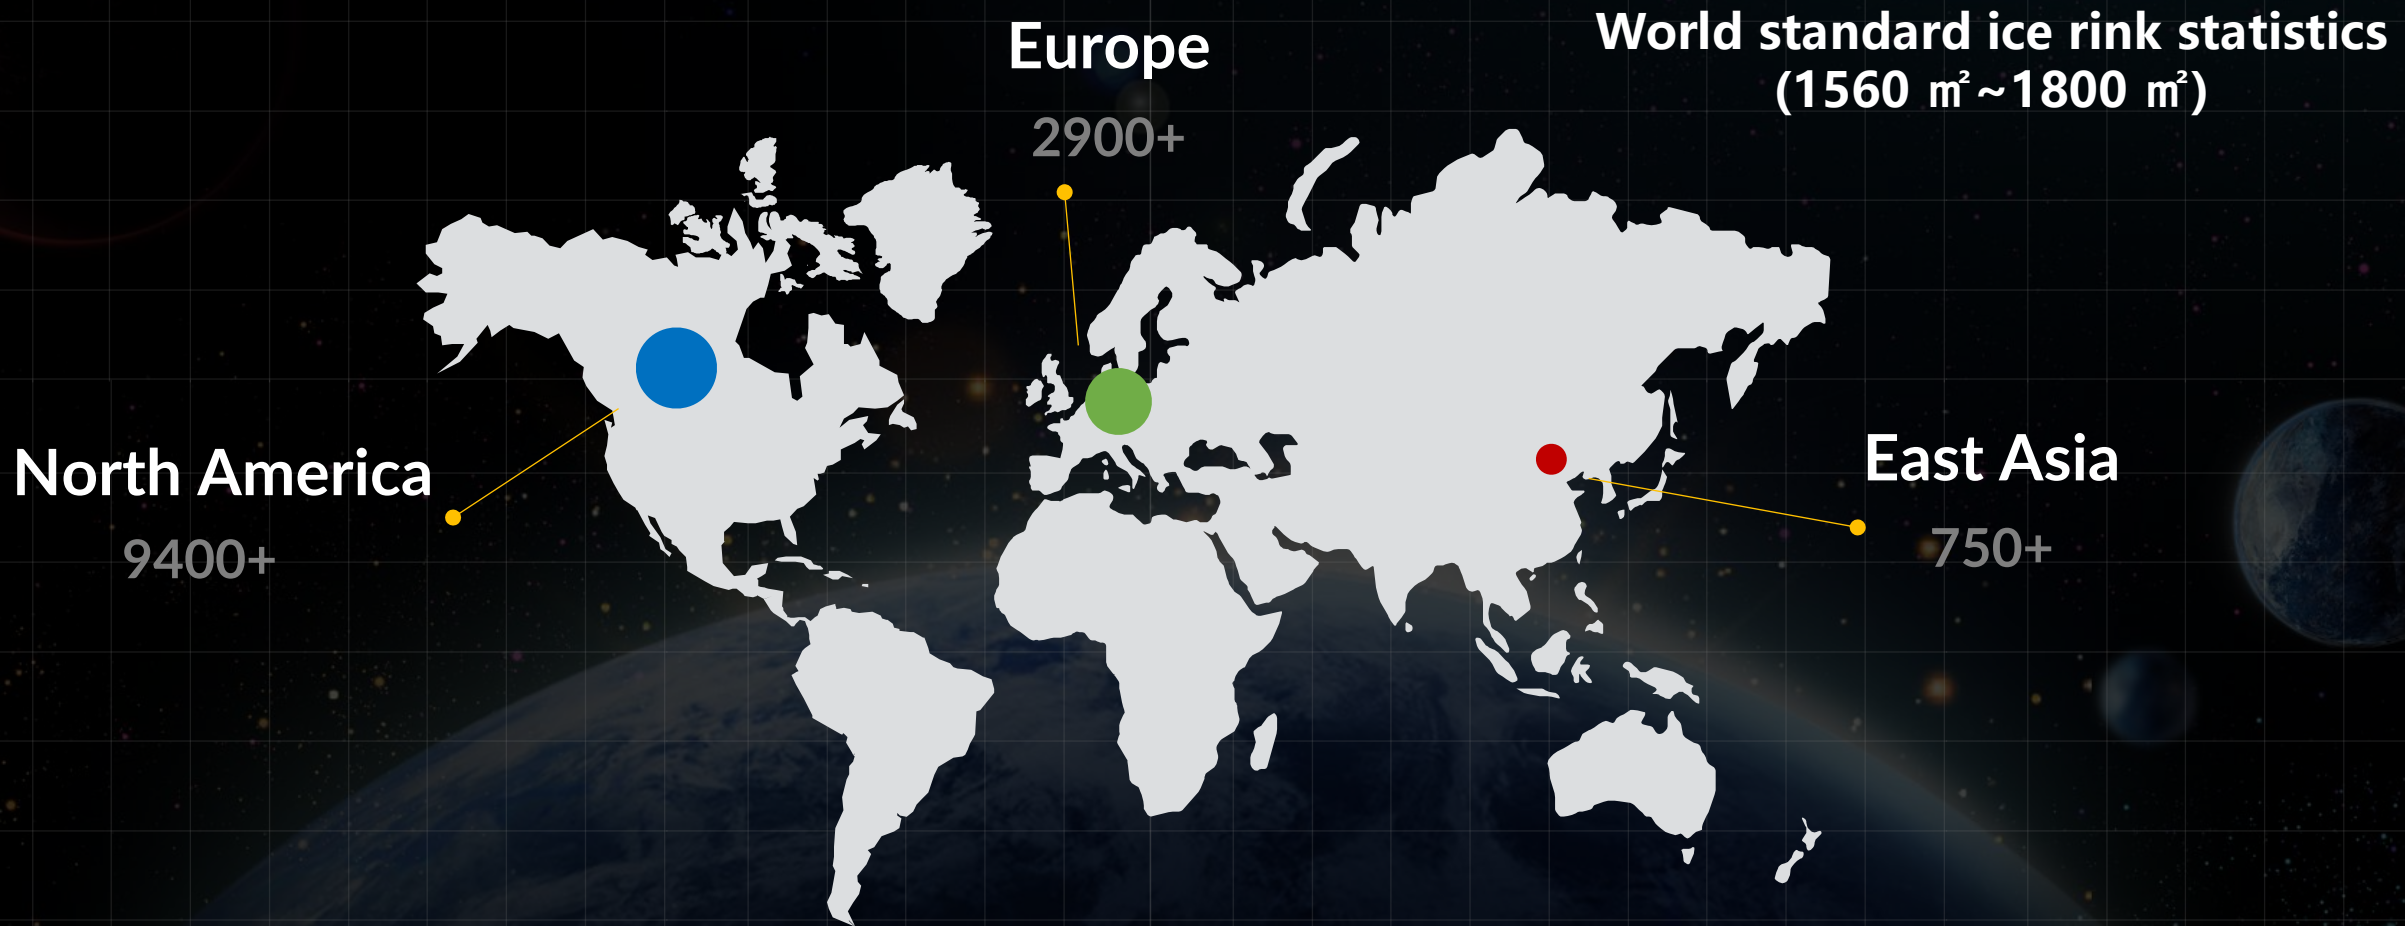 Europe
2900+
World standard ice rink statistics
(1560 ㎡~1800 ㎡)
North America
9400+
East Asia
750+